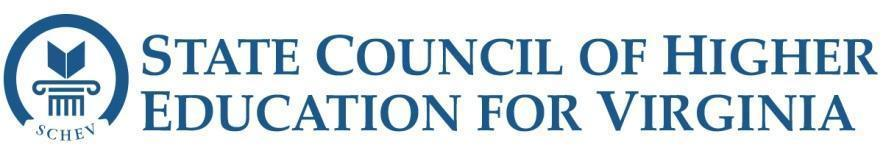 STATE COUNCIL OF HIGHER
EDUCATION FOR VIRGINIA
SCHEV